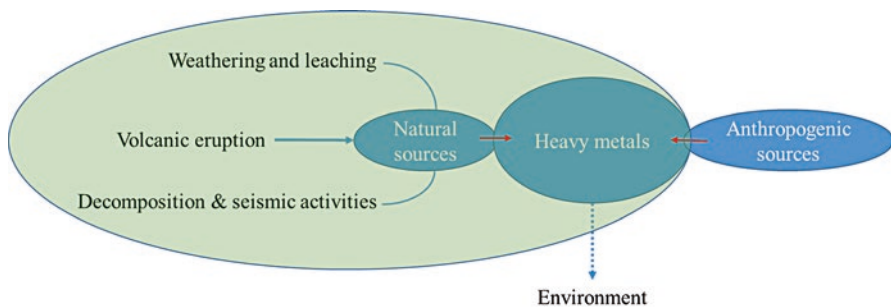 Weathering and leaching
Volcanic eruption
Natural
sources
Heavy metals
Anthropogenic
sources
Decomposition & seismic activities
Environment